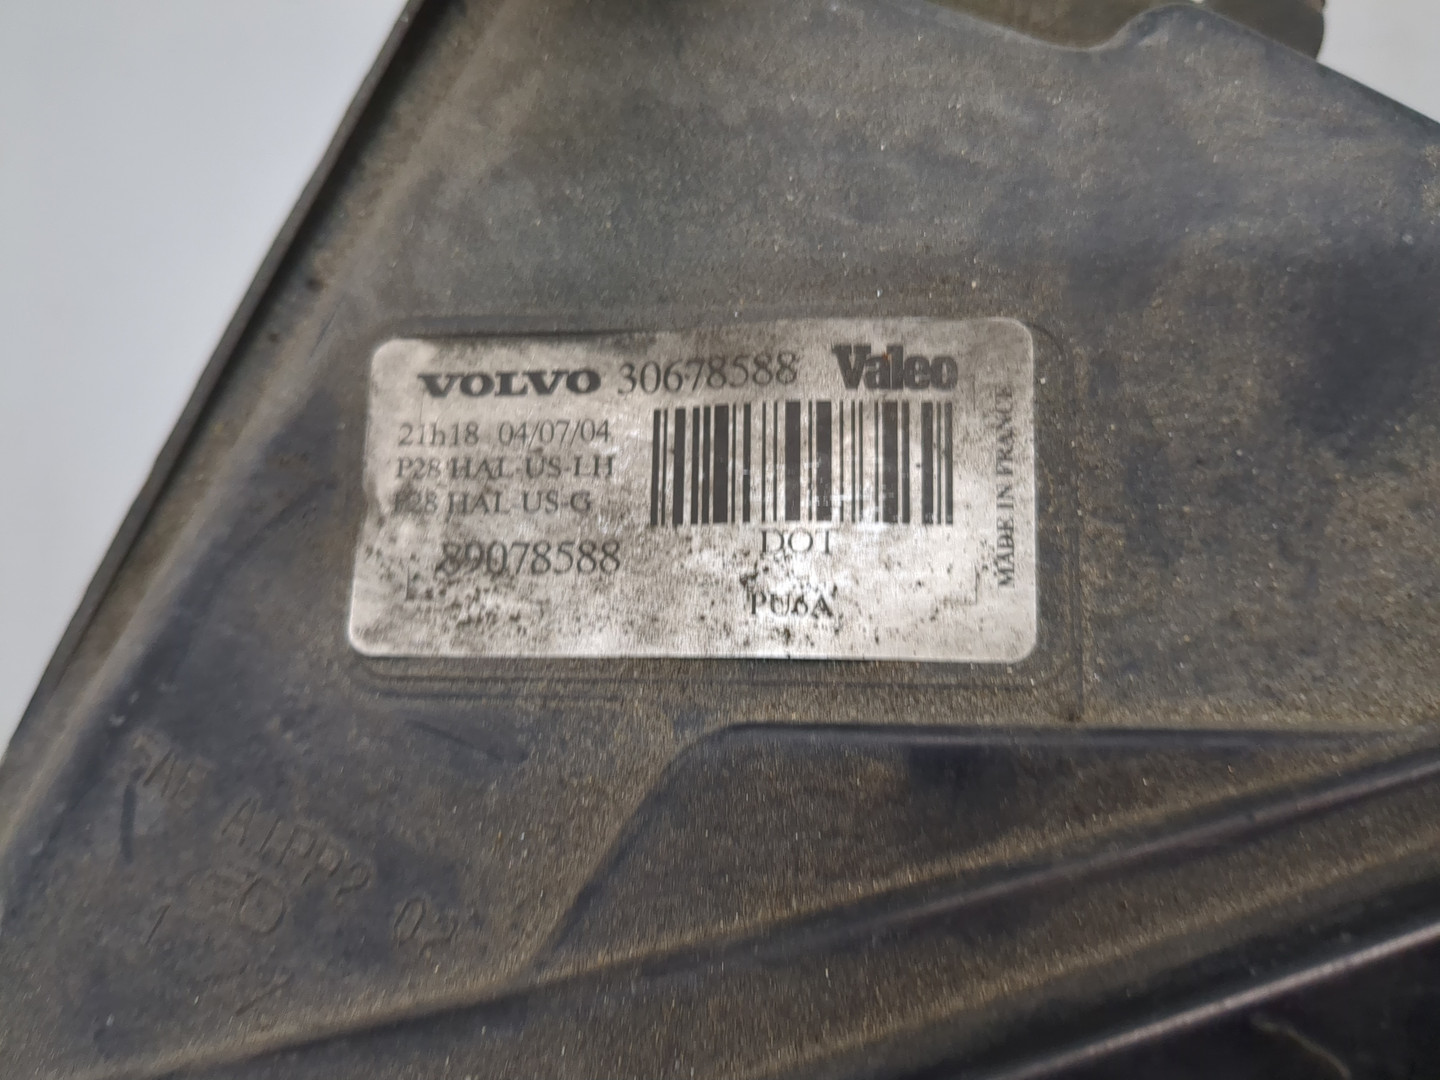 VOLVO 30678588 Valeo
21h18 04/07/04
P28 HAL-US-LH
P28 HAL US-G
89078588
DOT
PU6A
MADE IN FRANCE
02